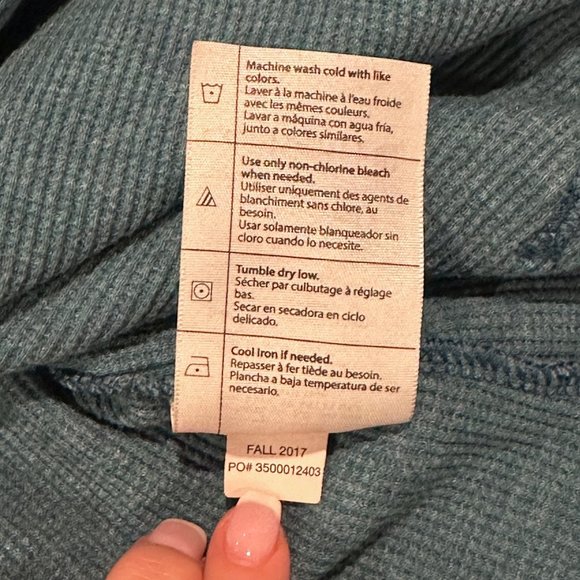 Machine wash cold with like
colors.
Laver à la machine à l'eau froide
avec les mêmes couleurs.
Lavar a máquina con agua fría,
junto a colores similares.
Use only non-chlorine bleach
when needed.
Utiliser uniquement des agents de
blanchiment sans chlore, au
besoin.
Usar solamente blanqueador sin
cloro cuando lo necesite.
Tumble dry low.
Sécher par culbutage à réglage
bas.
Secar en secadora en ciclo
delicado.
Cool iron if needed.
Repasser à fer tiède au besoin.
Plancha a baja temperatura de ser
necesario.
FALL 2017
PO# 3500012403